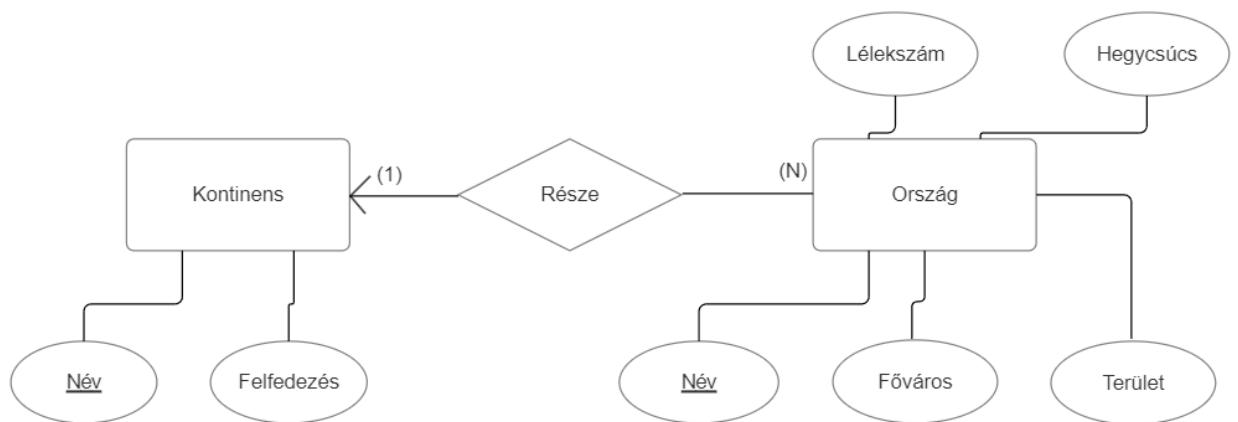 Lélekszám
Hegycsúcs
Kontinens
(1)
Része
(N)
Ország
Név
Felfedezés
Név
Főváros
Terület